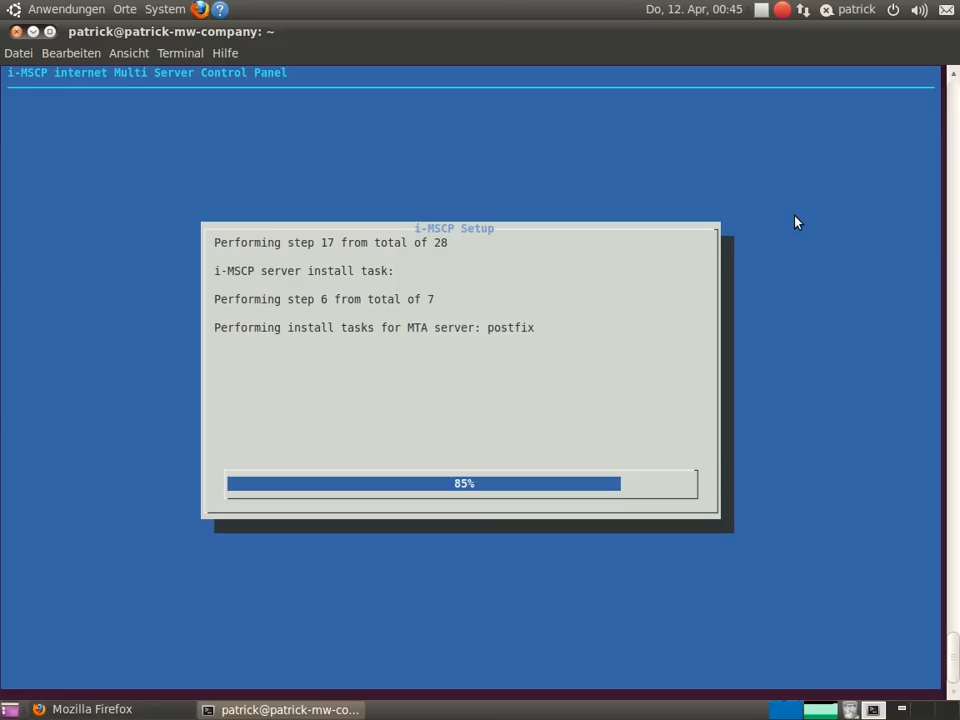 Anwendungen Orte System Do, 12. Apr, 00:45 patrick
patrick@patrick-mw-company: ~
Datei Bearbeiten Ansicht Terminal Hilfe
i-MSCP internet Multi Server Control Panel
i-MSCP Setup
Performing step 17 from total of 28
i-MSCP server install task:
Performing step 6 from total of 7
Performing install tasks for MTA server: postfix
85%
Mozilla Firefox patrick@patrick-mw-co...